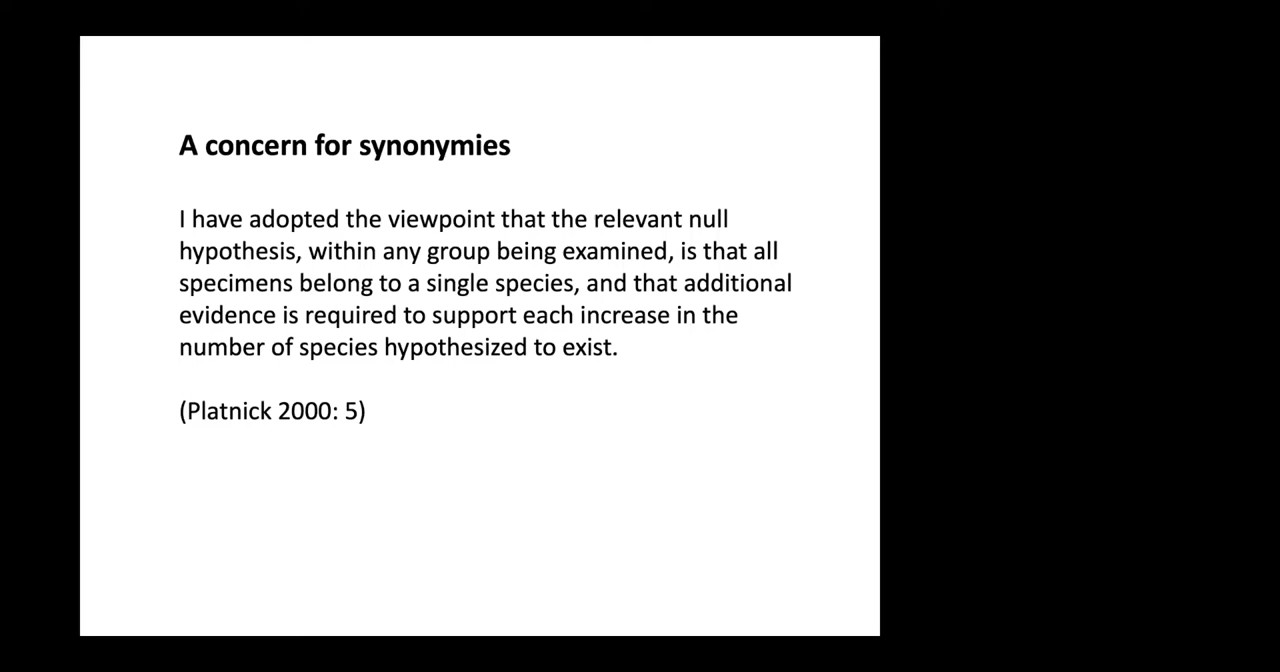 A concern for synonymies
I have adopted the viewpoint that the relevant null
hypothesis, within any group being examined, is that all
specimens belong to a single species, and that additional
evidence is required to support each increase in the
number of species hypothesized to exist.
(Platnick 2000: 5)